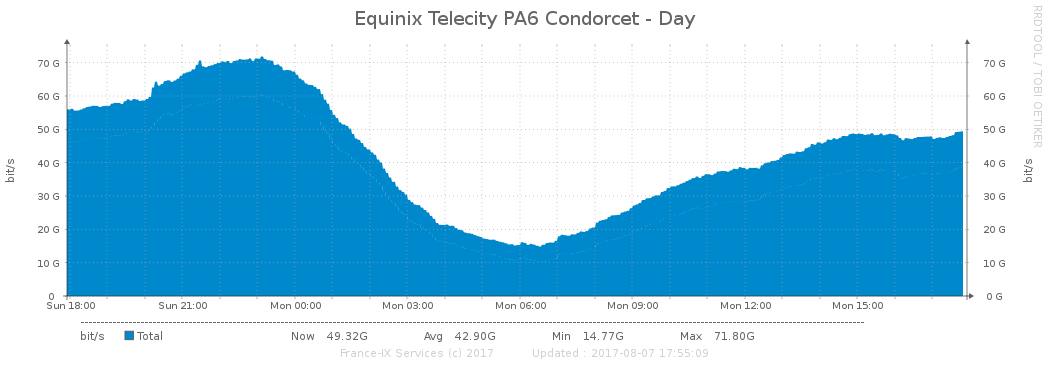 Equinix Telecity PA6 Condorcet - Day
RRDTOOL / TOBI OETIKER
bit/s
70 G
60 G
50 G
40 G
30 G
20 G
10 G
0
70 G
60 G
50 G
40 G
30 G
20 G
10 G
0 G
bit/s
Sun 18:00 Sun 21:00 Mon 00:00 Mon 03:00 Mon 06:00 Mon 09:00 Mon 12:00 Mon 15:00
bit/s Total Now 49.32G Avg 42.90G Min 14.77G Max 71.80G
France-IX Services (c) 2017 Updated : 2017-08-07 17:55:09